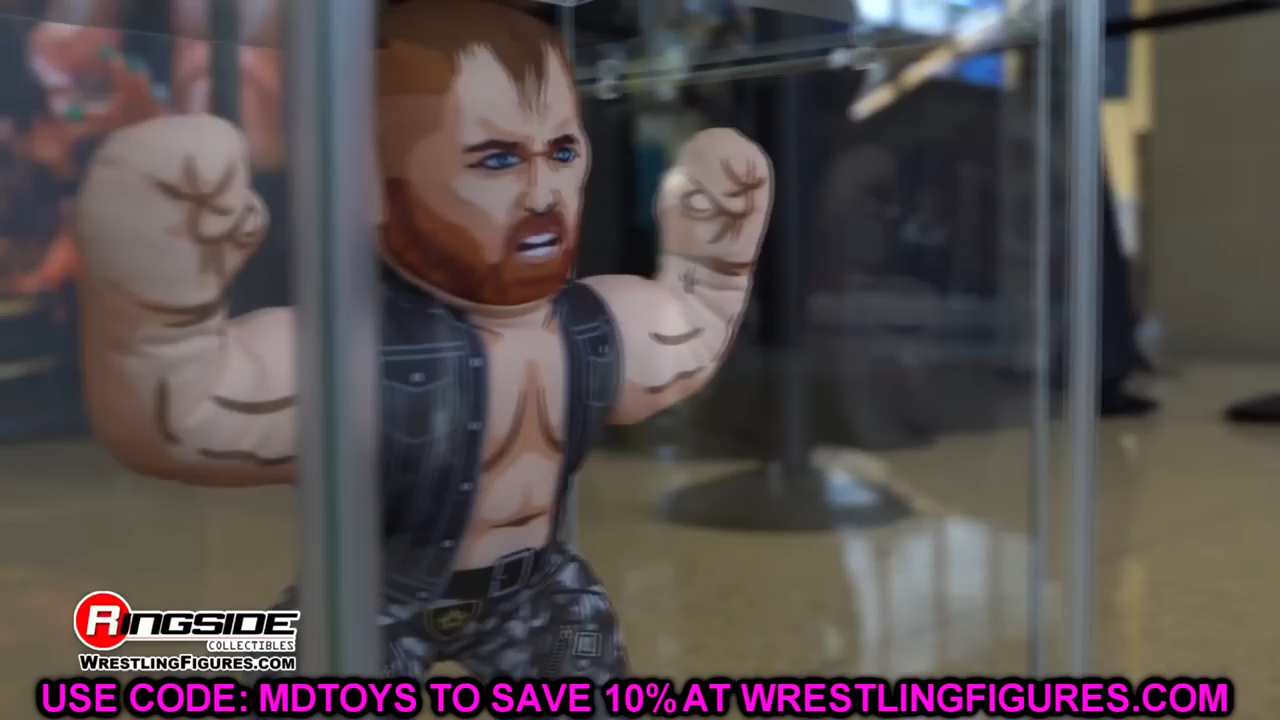 RINGSIDE
COLLECTIBLES
WRESTLINGFIGURES.COM
USE CODE: MDTOYS TO SAVE 10% AT WRESTLINGFIGURES.COM